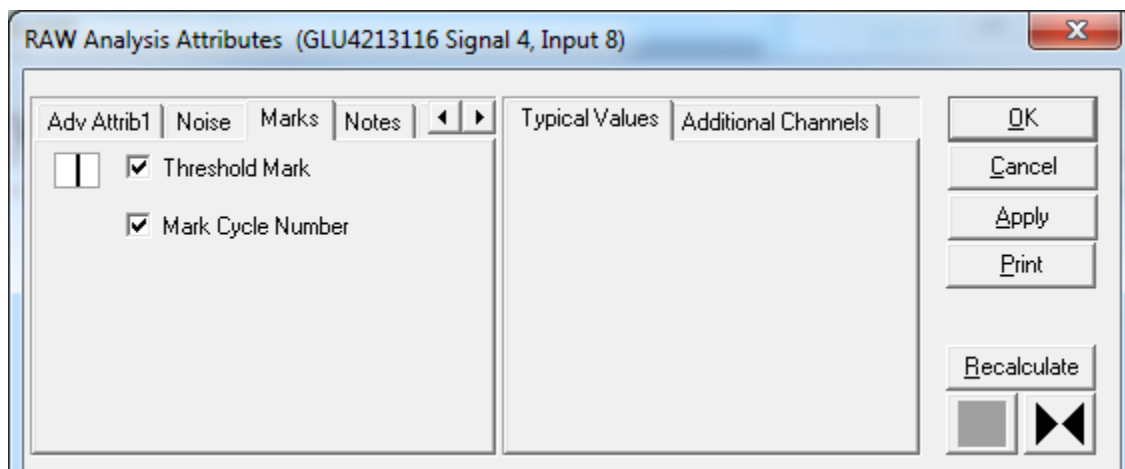 RAW Analysis Attributes (GLU4213116 Signal 4, Input 8)
Adv Attrib1 Noise Marks Notes
Threshold Mark
Mark Cycle Number
Typical Values Additional Channels
OK
Cancel
Apply
Print
Recalculate